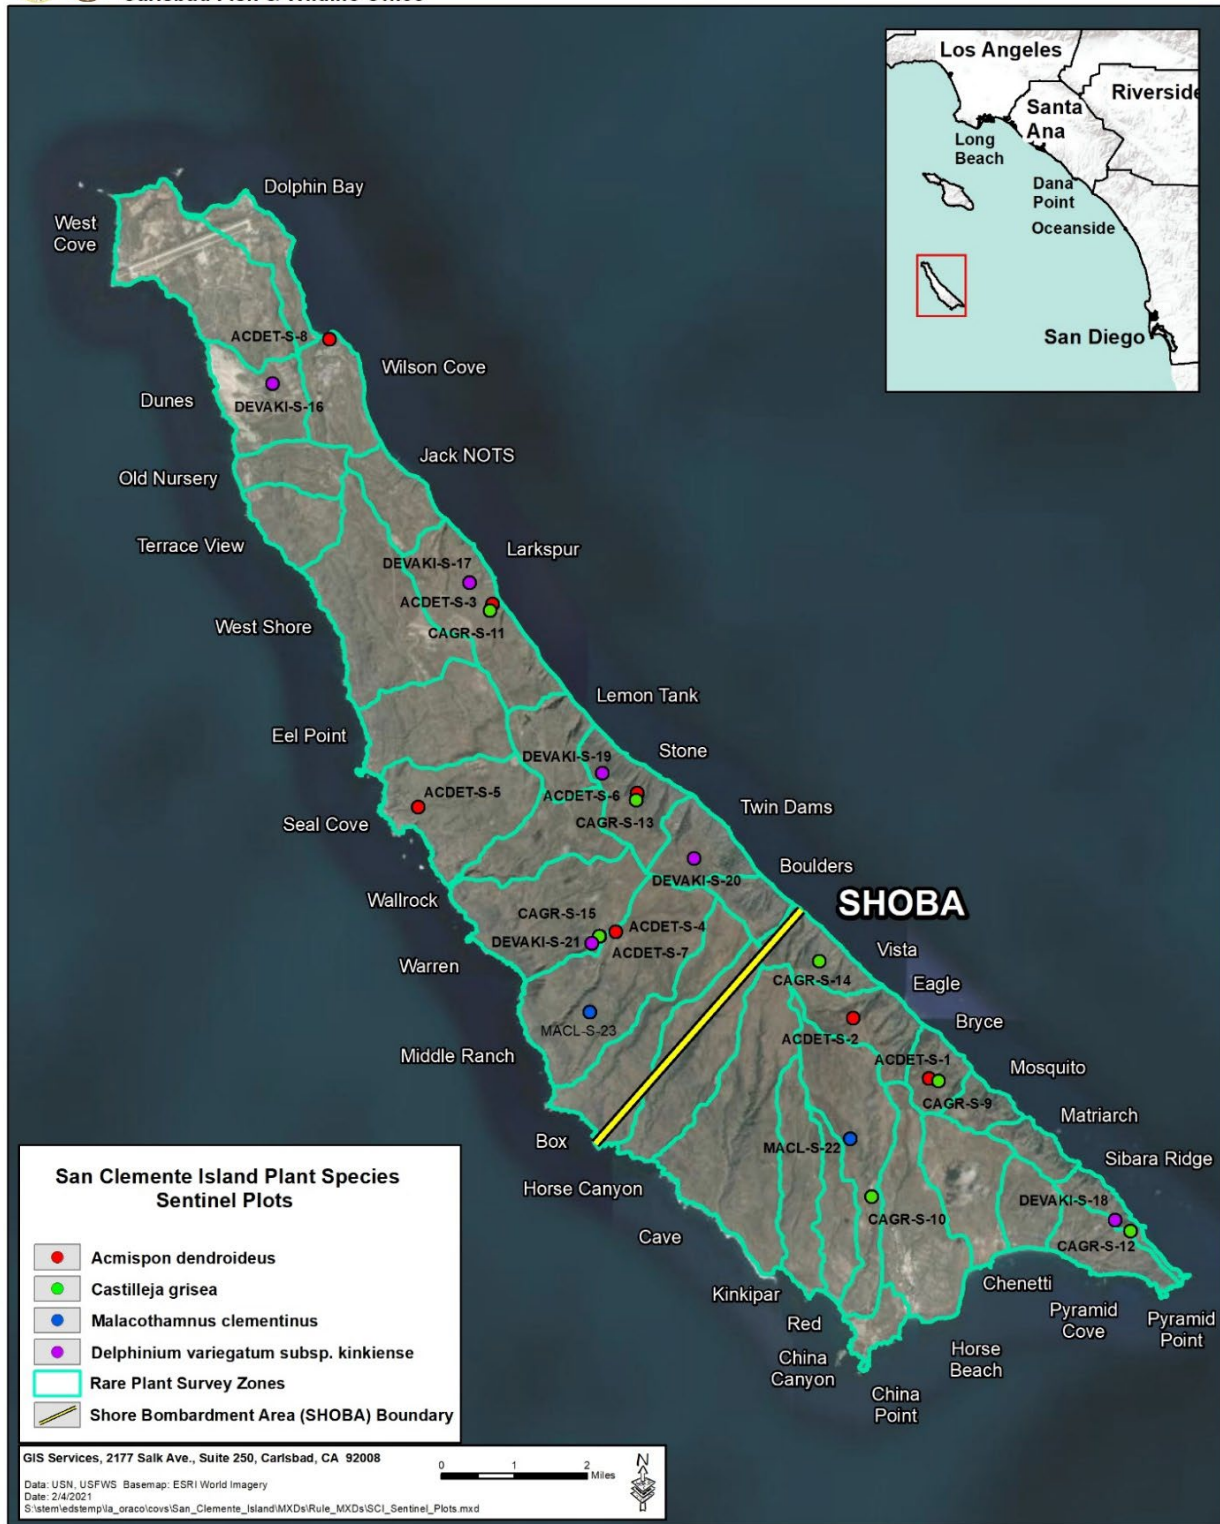 Los Angeles
Riverside
Santa
Ana
Long
Beach
Dana
Point
Oceanside
San Diego
Dolphin Bay
West
Cove
ACDET-S-8
Wilson Cove
Dunes
DEVAKI-S-16
Jack NOTS
Old Nursery
Terrace View
Larkspur
DEVAKI-S-17
ACDET-S-3
CAGR-S-11
West Shore
Lemon Tank
Eel Point
Stone
DEVAKI-S-19
ACDET-S-5
ACDET-S-6
CAGR-S-13
Seal Cove
Twin Dams
Boulders
DEVAKI-S-20
Wallrock
SHOBA
CAGR-S-15
ACDET-S-4
DEVAKI-S-21
ACDET-S-7
Warren
Vista
CAGR-S-14
Eagle
Bryce
MACL-S-23
ACDET-S-2
Middle Ranch
ACDET-S-1
Mosquito
CAGR-S-9
Matriarch
Box
MACL-S-22
Sibara Ridge
Horse Canyon
DEVAKI-S-18
CAGR-S-10
Cave
CAGR-S-12
Kinkipar
Chenetti
Red
Pyramid
Cove
Pyramid
Point
China
Canyon
Horse
Beach
China
Point
San Clemente Island Plant Species
Sentinel Plots
Acmispon dendroideus
Castilleja grisea
Malacothamnus clementinus
Delphinium variegatum subsp. kinkiense
Rare Plant Survey Zones
Shore Bombardment Area (SHOBA) Boundary
GIS Services, 2177 Salk Ave., Suite 250, Carlsbad, CA 92008
Data: USN, USFWS Basemap: ESRI World Imagery
Date: 2/4/2021
S:\stem\edstemp\la_oraco\covs\San_Clemente_Island\MXDs\Rule_MXDs\SCI_Sentinel_Plots.mxd
0 1 2
Miles
N